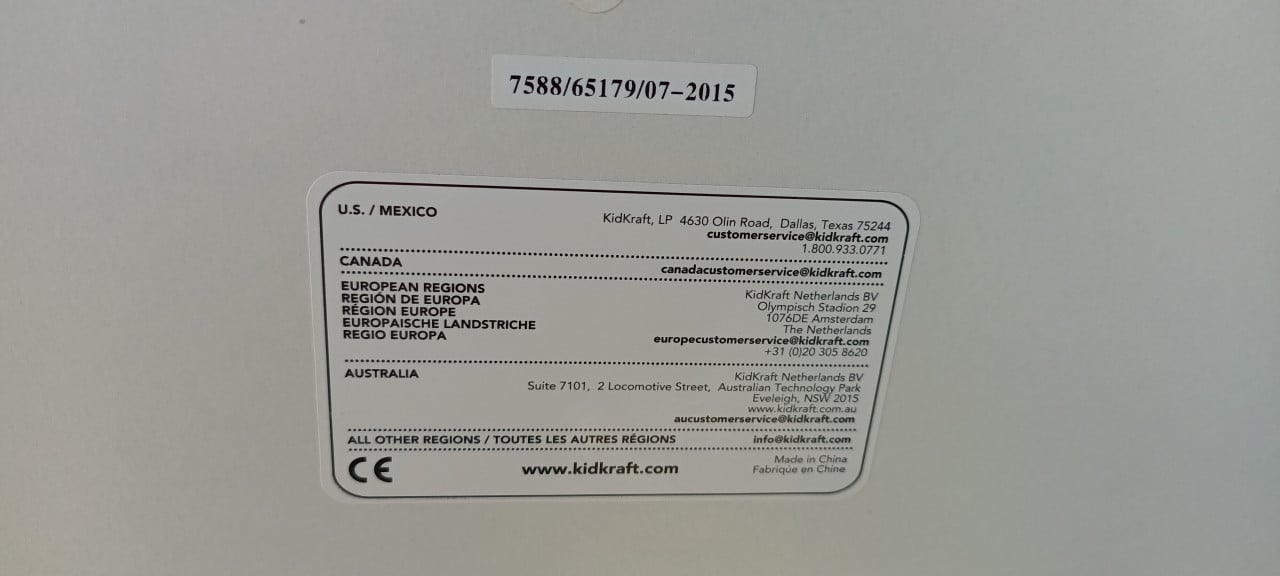 7588/65179/07-2015
U.S. / MEXICO
KidKraft, LP 4630 Olin Road, Dallas, Texas 75244
customerservice@kidkraft.com
1.800.933.0771
CANADA
canadacustomerservice@kidkraft.com
EUROPEAN REGIONS
REGIÓN DE EUROPA
RÉGION EUROPE
EUROPAISCHE LANDSTRICHE
REGIO EUROPA
KidKraft Netherlands BV
Olympisch Stadion 29
1076DE Amsterdam
The Netherlands
europecustomerservice@kidkraft.com
+31 (0)20 305 8620
AUSTRALIA
KidKraft Netherlands BV
Suite 7101, 2 Locomotive Street, Australian Technology Park
Eveleigh, NSW 2015
www.kidkraft.com.au
aucustomerservice@kidkraft.com
ALL OTHER REGIONS / TOUTES LES AUTRES RÉGIONS
info@kidkraft.com
CE
www.kidkraft.com
Made in China
Fabriqúe en Chine